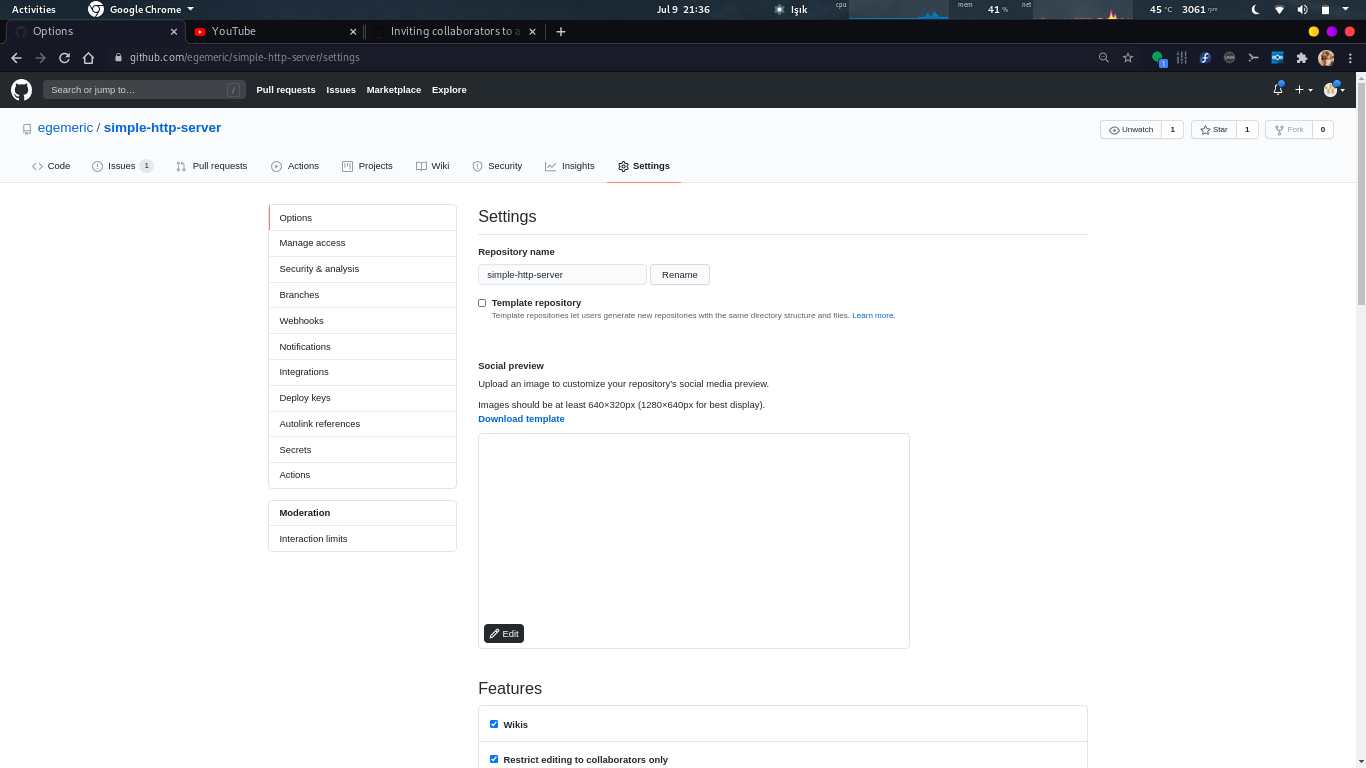 Activities Google Chrome Jul 9 21:36 Işık cpu mem 41 % net 45 °C 3061 rpm
Options YouTube Inviting collaborators to a
github.com/egemeric/simple-http-server/settings 1
Search or jump to… / Pull requests Issues Marketplace Explore
egemeric / simple-http-server Unwatch 1 Star 1 Fork 0
Code Issues 1 Pull requests Actions Projects Wiki Security Insights Settings
Options
Manage access
Security & analysis
Branches
Webhooks
Notifications
Integrations
Deploy keys
Autolink references
Secrets
Actions
Moderation
Interaction limits
Settings
Repository name
simple-http-server Rename
Template repository
Template repositories let users generate new repositories with the same directory structure and files. Learn more.
Social preview
Upload an image to customize your repository's social media preview.
Images should be at least 640×320px (1280×640px for best display).
Download template
Edit
Features
Wikis
Restrict editing to collaborators only